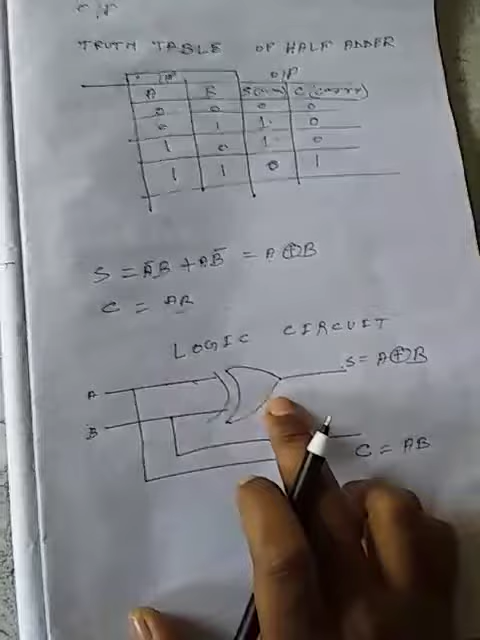 TRUTH TABLE OF HALF ADDER
I/P O/P
A B S(sum) C (carry)
0 0 0 0
0 1 1 0
1 0 1 0
1 1 0 1
S = A̅B + AB̅ = A ⊕ B
C = AB
LOGIC CIRCUIT
A
S = A⊕B
B
C = AB